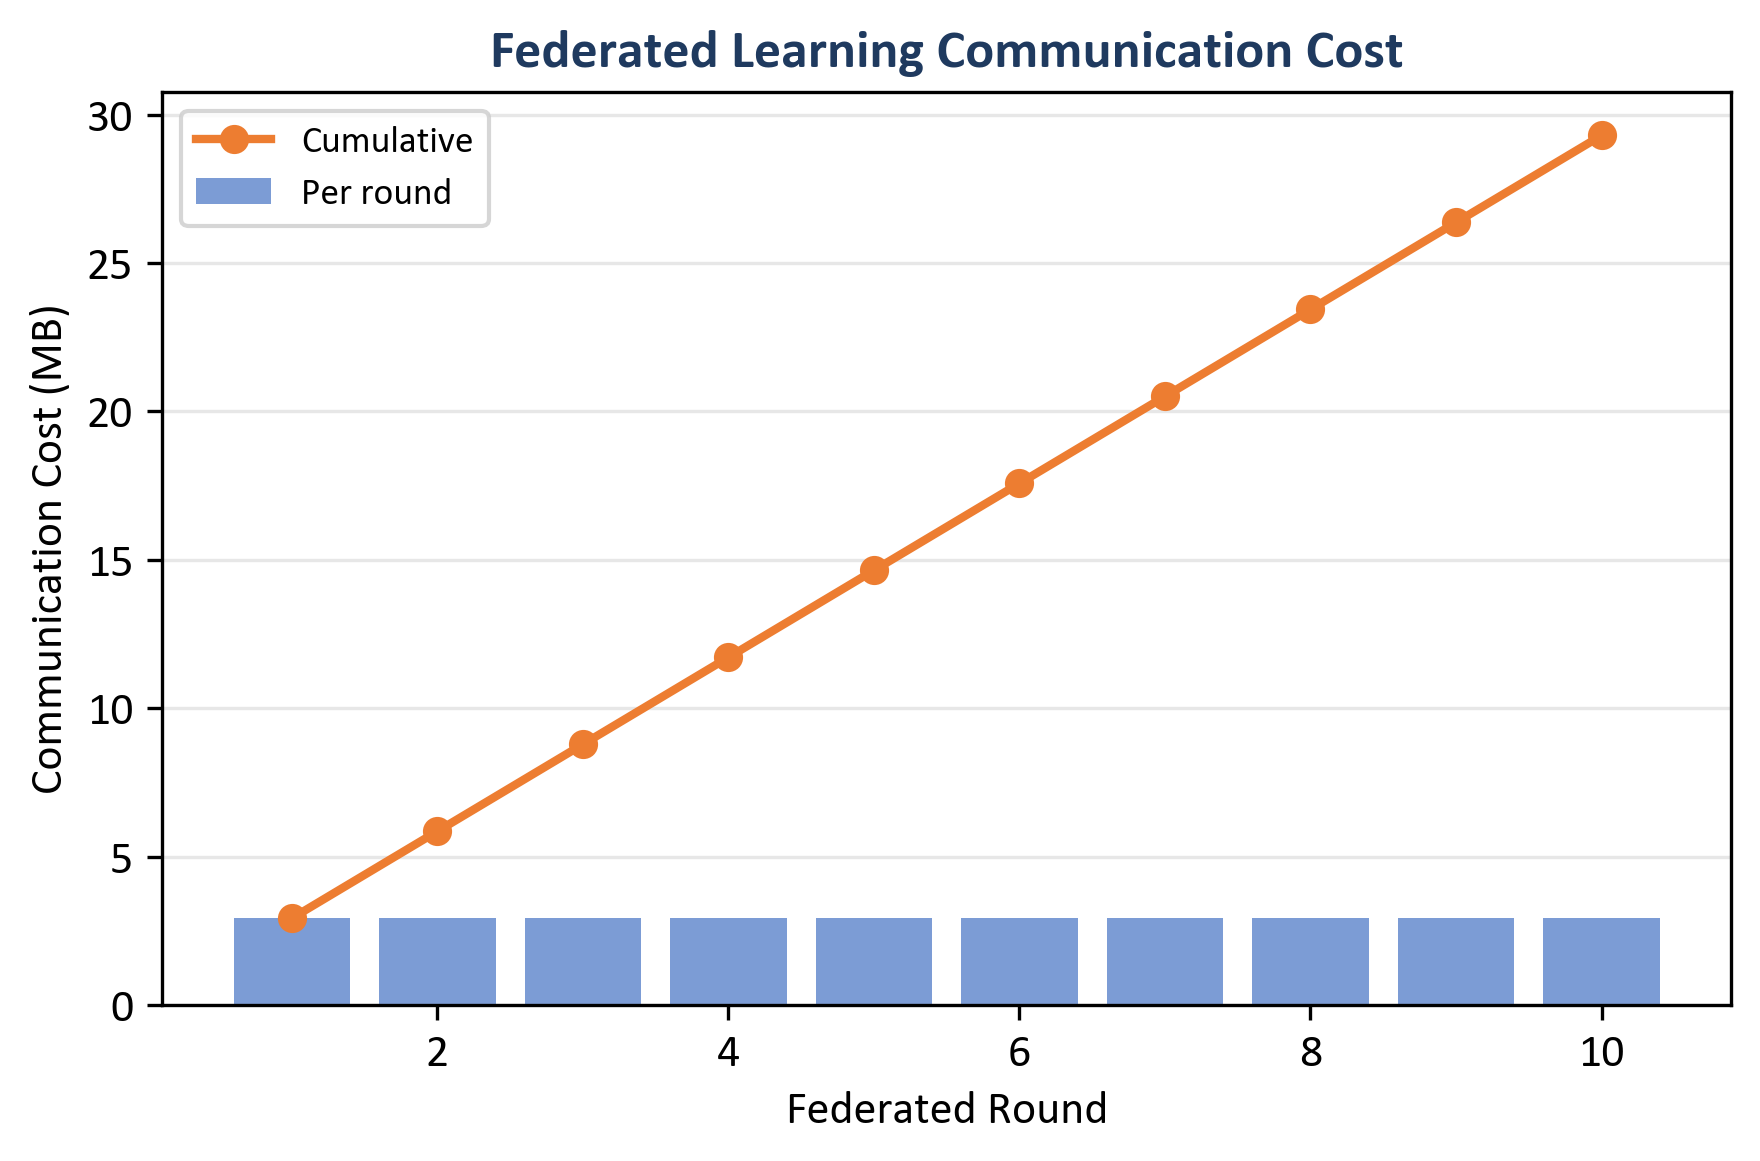 Federated Learning Communication Cost
30
25
20
15
10
5
0
Communication Cost (MB)
Cumulative
Per round
2 4 6 8 10
Federated Round